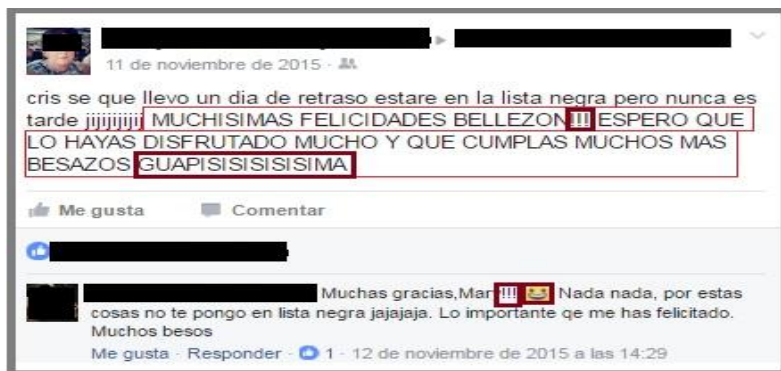 11 de noviembre de 2015 ·
cris se que llevo un dia de retraso estare en la lista negra pero nunca es
tarde jijijijijij MUCHISIMAS FELICIDADES BELLEZON!!! ESPERO QUE
LO HAYAS DISFRUTADO MUCHO Y QUE CUMPLAS MUCHOS MAS
BESAZOS GUAPISISISISISIMA
Me gusta Comentar
Muchas gracias,Mary!!! 😆 Nada nada, por estas
cosas no te pongo en lista negra jajajaja. Lo importante qe me has felicitado.
Muchos besos
Me gusta · Responder · 1 · 12 de noviembre de 2015 a las 14:29